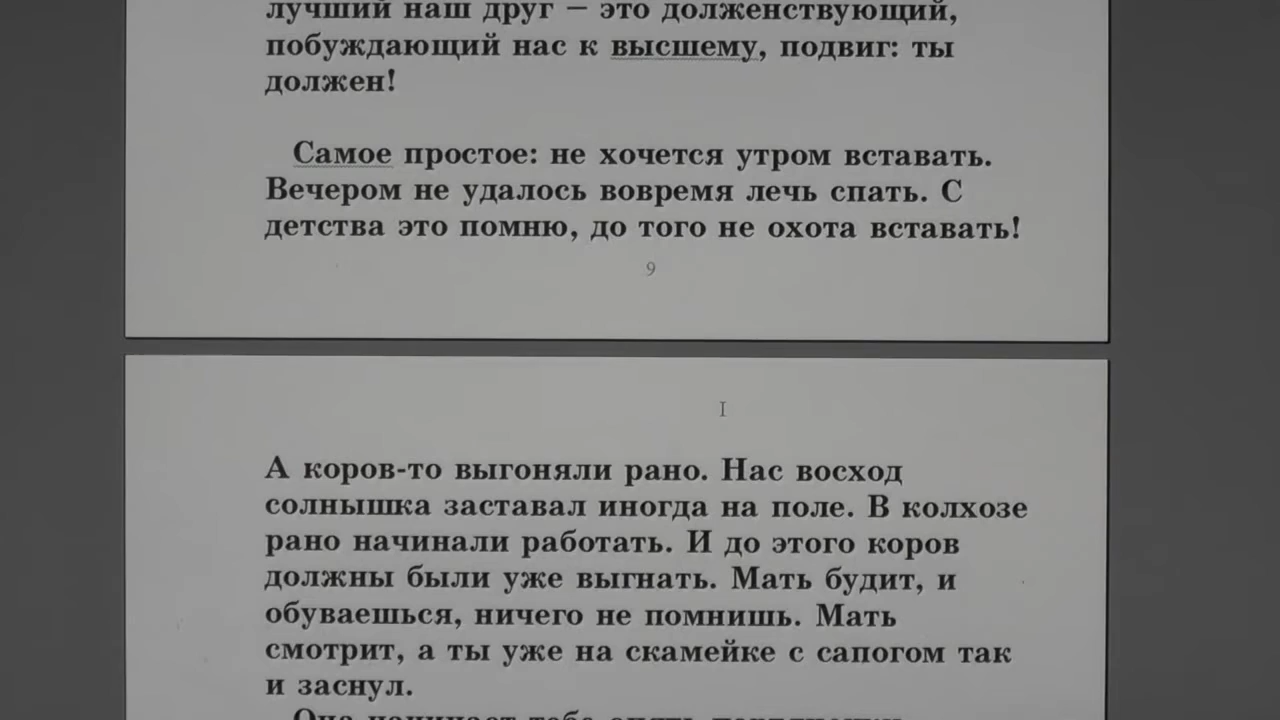 лучший наш друг – это долженствующий,
побуждающий нас к высшему, подвиг: ты
должен!
Самое простое: не хочется утром вставать.
Вечером не удалось вовремя лечь спать. С
детства это помню, до того не охота вставать!
9
А коров-то выгоняли рано. Нас восход
солнышка заставал иногда на поле. В колхозе
рано начинали работать. И до этого коров
должны были уже выгнать. Мать будит, и
обуваешься, ничего не помнишь. Мать
смотрит, а ты уже на скамейке с сапогом так
и заснул.